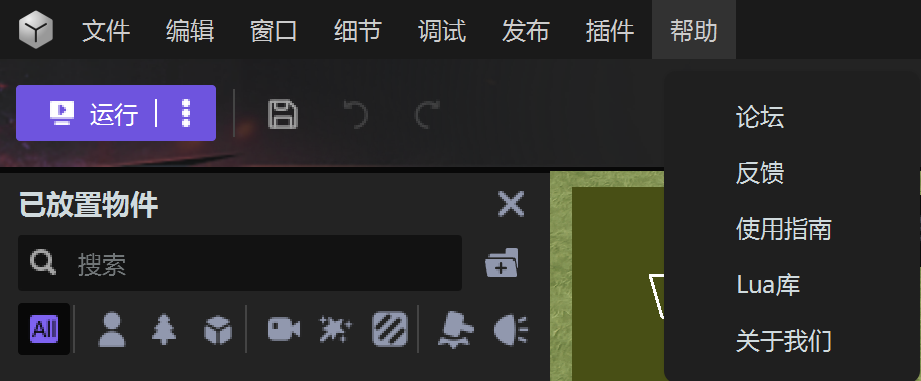 文件 编辑 窗口 细节 调试 发布 插件 帮助
运行
论坛
反馈
使用指南
Lua库
关于我们
已放置物件
搜索
All